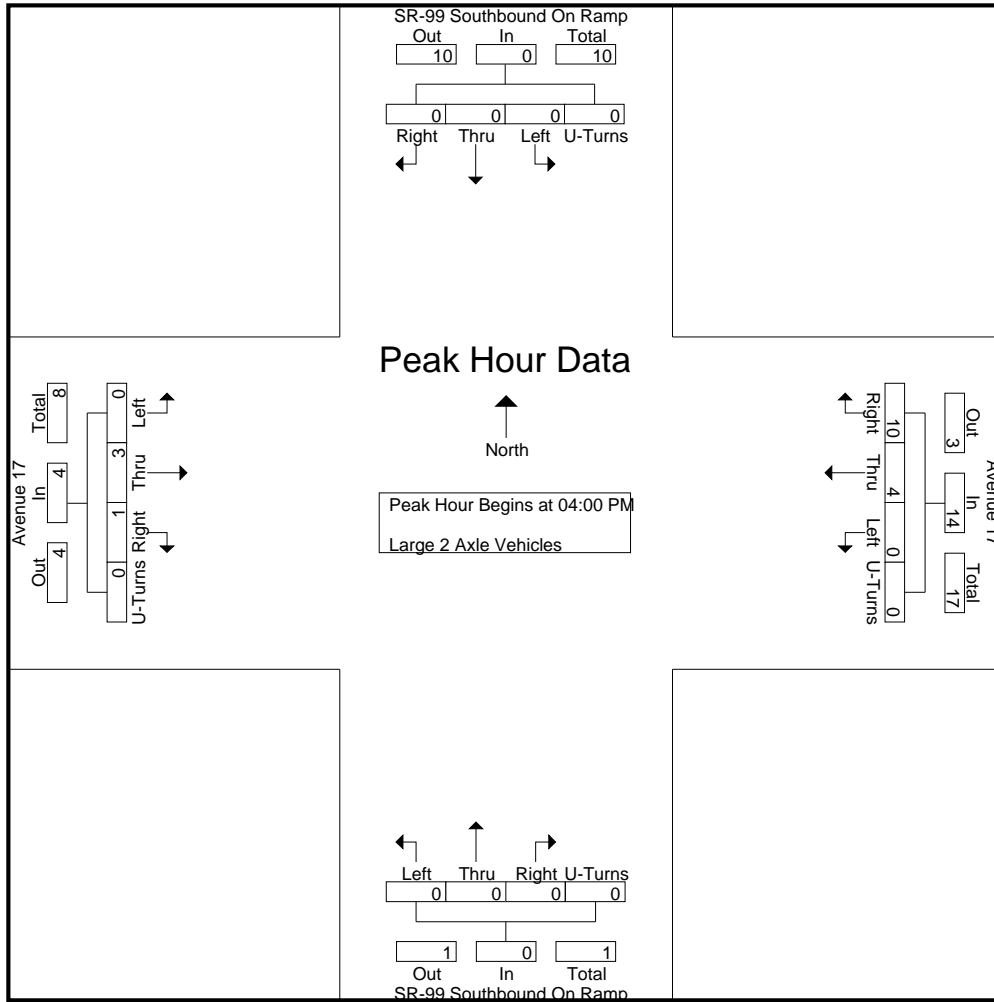 SR-99 Southbound On Ramp
Out In Total
10 0 10
0 0 0 0
Right Thru Left U-Turns
Peak Hour Data
North
Peak Hour Begins at 04:00 PM
Large 2 Axle Vehicles
Avenue 17
Total In Out
8 4 4
0 3 1 0
Left Thru Right U-Turns
Avenue 17
Out In Total
3 14 17
10 4 0 0
Right Thru Left U-Turns
Left Thru Right U-Turns
0 0 0 0
1 0 1
Out In Total
SR-99 Southbound On Ramp